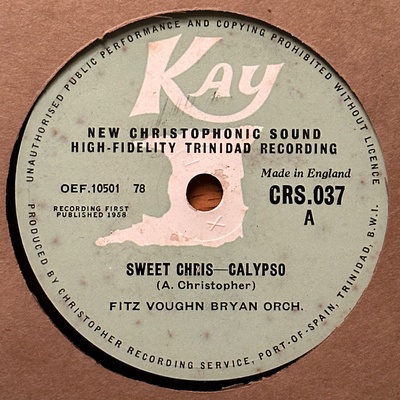 UNAUTHORISED PUBLIC PERFORMANCE AND COPYING PROHIBITED WITHOUT LICENCE
KAY
NEW CHRISTOPHONIC SOUND
HIGH-FIDELITY TRINIDAD RECORDING
OEF.10501 78
Made in England
RECORDING FIRST
PUBLISHED 1958
CRS.037
A
SWEET CHRIS—CALYPSO
(A. Christopher)
FITZ VOUGHN BRYAN ORCH.
PRODUCED BY CHRISTOPHER RECORDING SERVICE, PORT-OF-SPAIN, TRINIDAD, B.W.I.